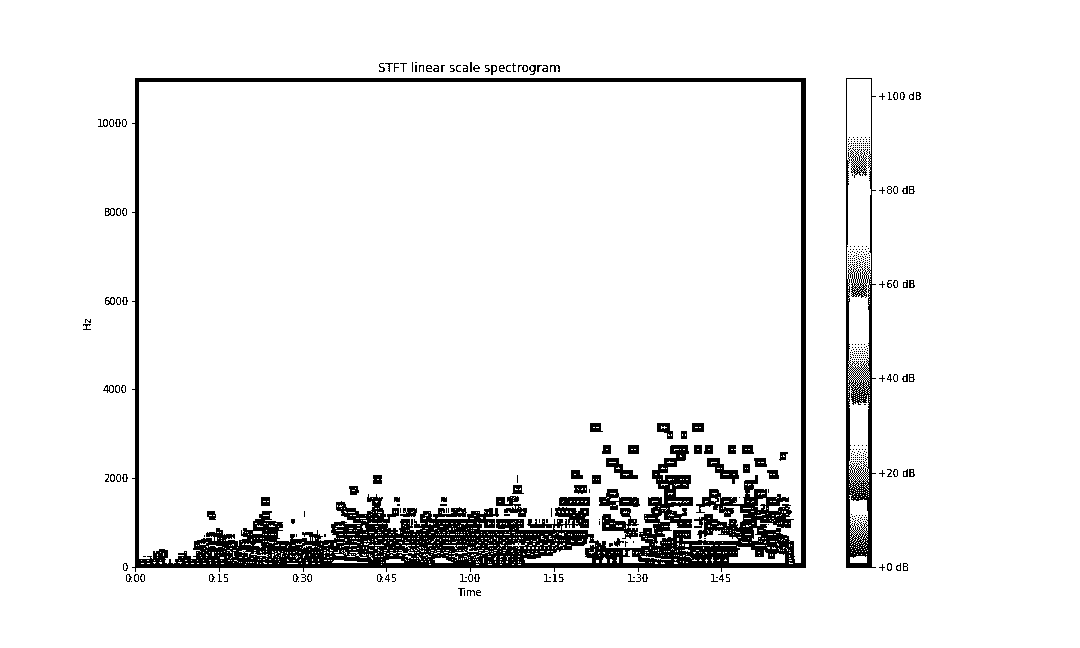 STFT linear scale spectrogram
+100 dB
10000
+80 dB
8000
+60 dB
6000
Hz
+40 dB
4000
+20 dB
2000
0
+0 dB
0:00 0:15 0:30 0:45 1:00 1:15 1:30 1:45
Time